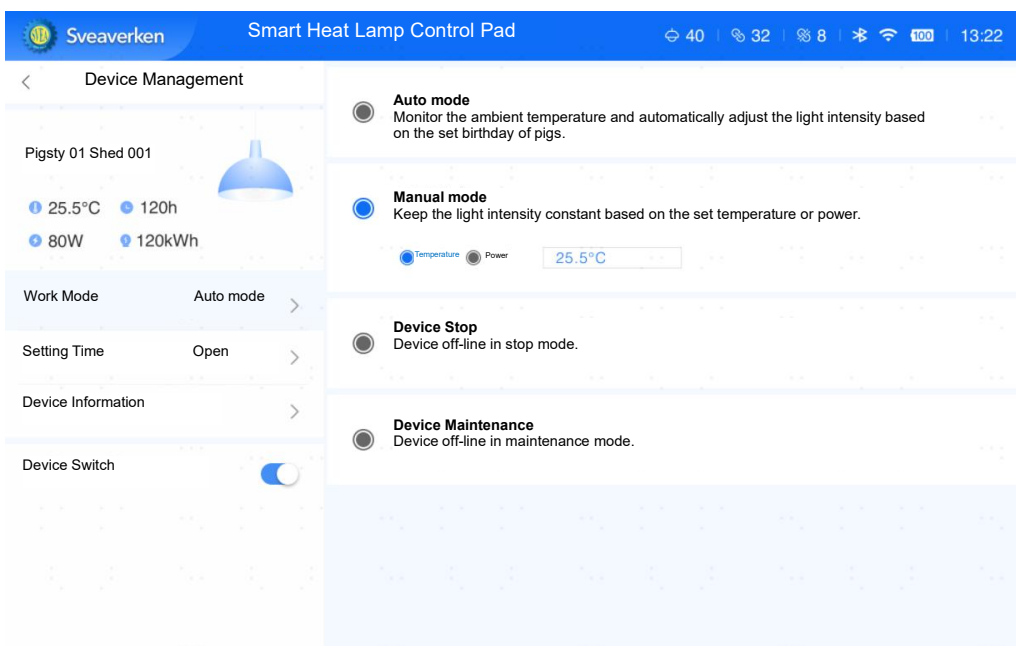 Sveaverken
Smart Heat Lamp Control Pad
40 32 8 100 13:22
Device Management
Pigsty 01 Shed 001
25.5°C 120h
80W 120kWh
Work Mode Auto mode
Setting Time Open
Device Information
Device Switch
Auto mode
Monitor the ambient temperature and automatically adjust the light intensity based
on the set birthday of pigs.
Manual mode
Keep the light intensity constant based on the set temperature or power.
Temperature Power 25.5°C
Device Stop
Device off-line in stop mode.
Device Maintenance
Device off-line in maintenance mode.